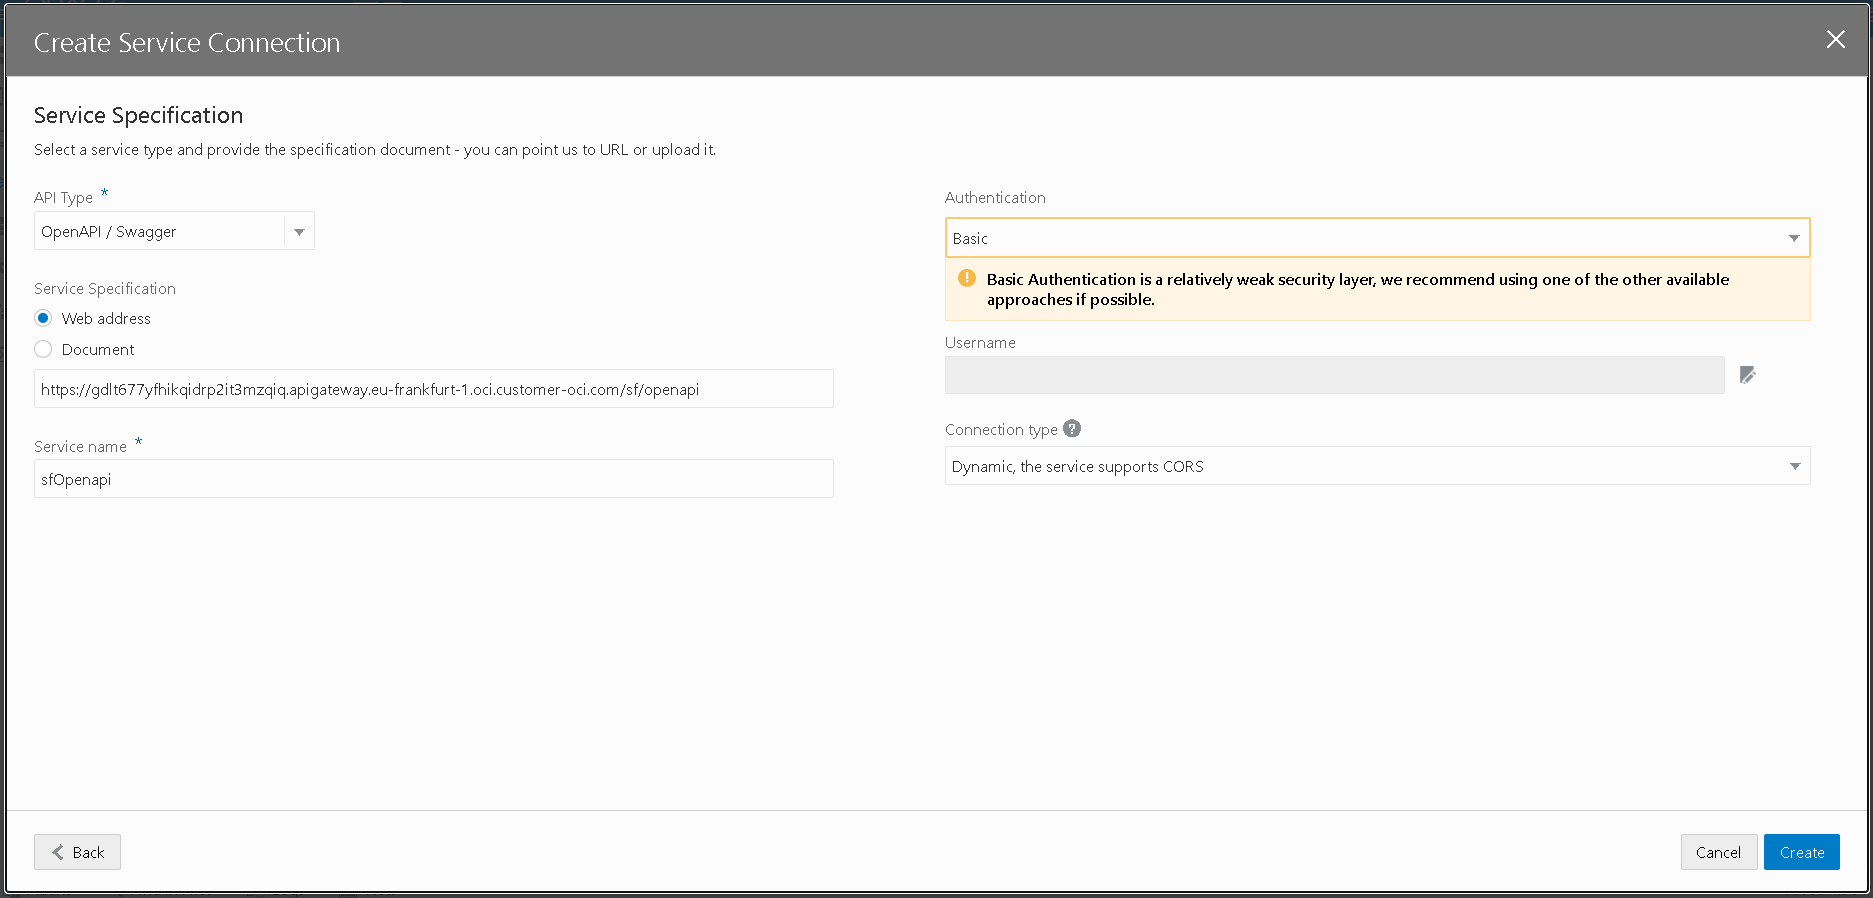 Create Service Connection
Service Specification
Select a service type and provide the specification document - you can point us to URL or upload it.
API Type *
OpenAPI / Swagger
Service Specification
Web address
Document
https://gdlt677yfhikqidrp2it3mzqiq.apigateway.eu-frankfurt-1.oci.customer-oci.com/sf/openapi
Service name *
sfOpenapi
Authentication
Basic
Basic Authentication is a relatively weak security layer, we recommend using one of the other available
approaches if possible.
Username
Connection type ?
Dynamic, the service supports CORS
Back
Cancel
Create